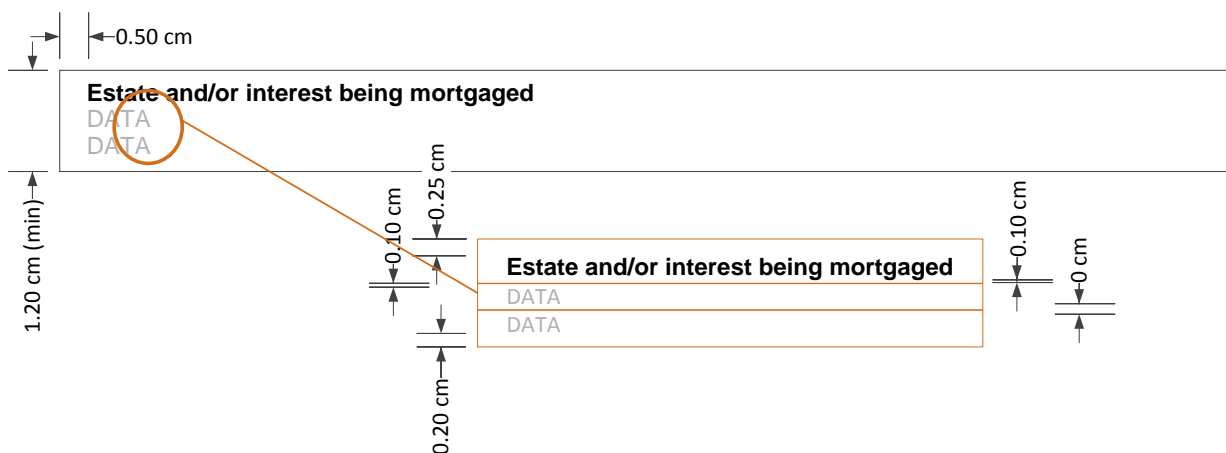 0.50 cm
Estate and/or interest being mortgaged
DATA
DATA
1.20 cm (min)
0.25 cm
0.10 cm
0.10 cm
0 cm
Estate and/or interest being mortgaged
DATA
DATA
0.20 cm